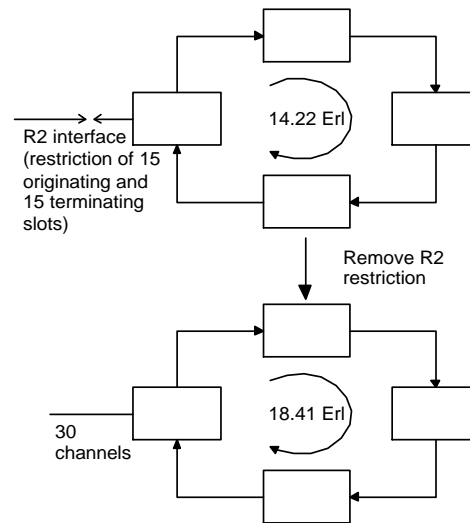 14.22 Erl
R2 interface
(restriction of 15
originating and
15 terminating
slots)
Remove R2
restriction
18.41 Erl
30
channels